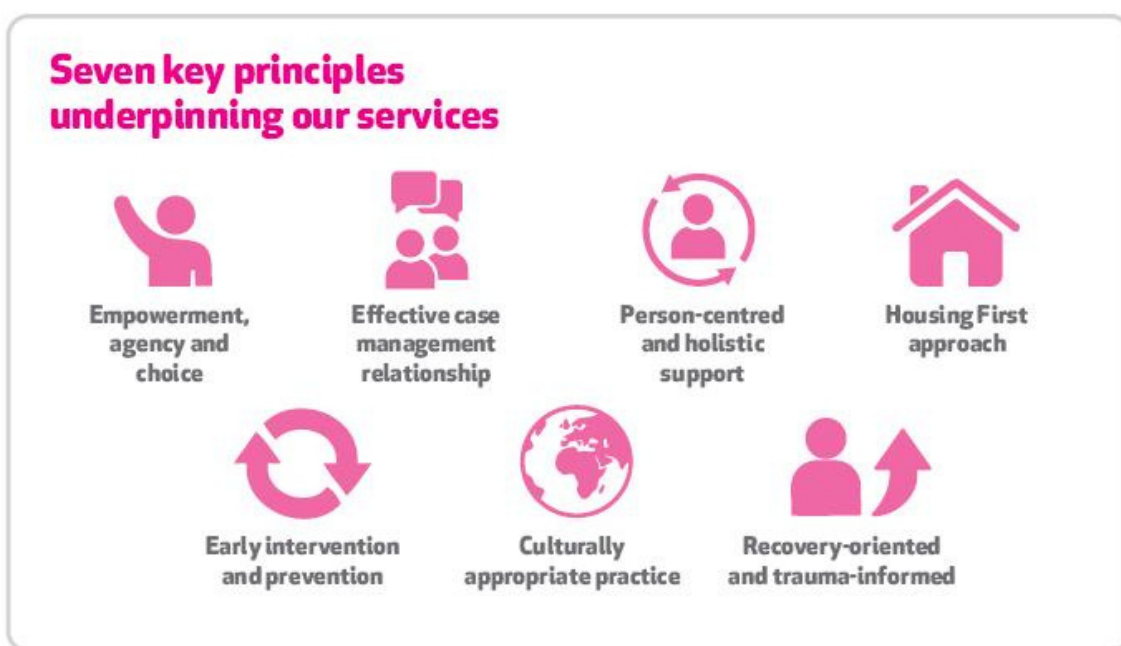 Seven key principles
underpinning our services
Empowerment,
agency and
choice
Effective case
management
relationship
Person-centred
and holistic
support
Housing First
approach
Early intervention
and prevention
Culturally
appropriate practice
Recovery-oriented
and trauma-informed